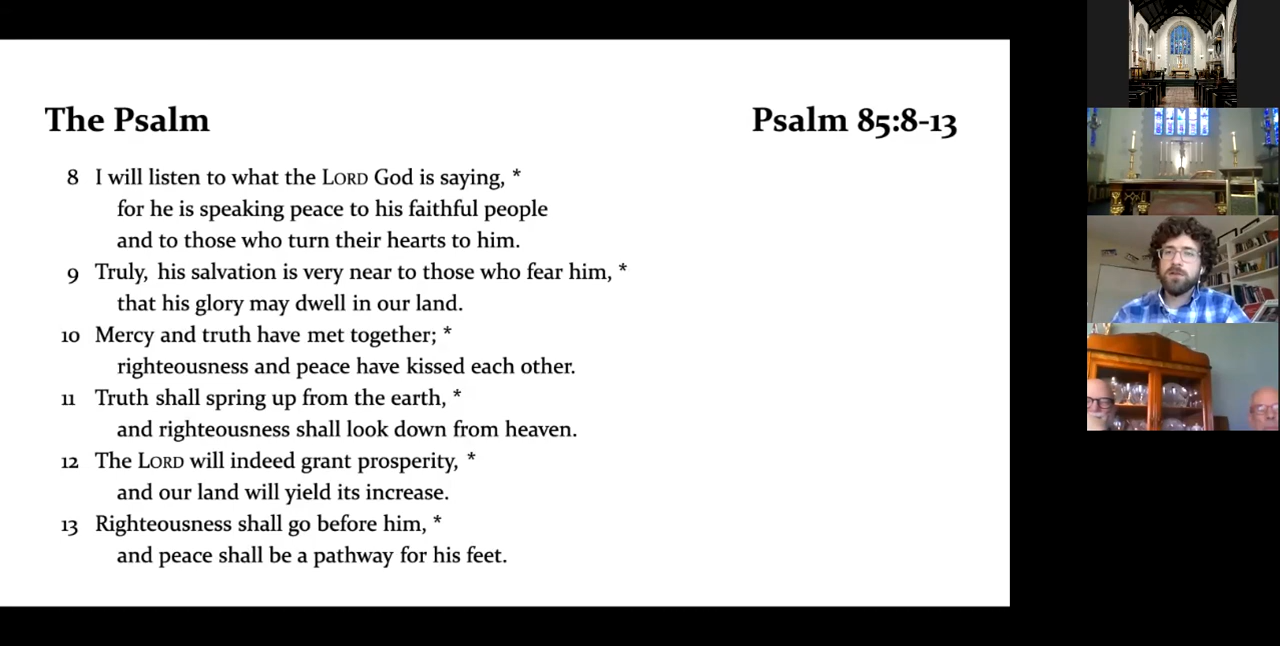 The Psalm
Psalm 85:8-13
8 I will listen to what the LORD God is saying, *
for he is speaking peace to his faithful people
and to those who turn their hearts to him.
9 Truly, his salvation is very near to those who fear him, *
that his glory may dwell in our land.
10 Mercy and truth have met together; *
righteousness and peace have kissed each other.
11 Truth shall spring up from the earth, *
and righteousness shall look down from heaven.
12 The LORD will indeed grant prosperity, *
and our land will yield its increase.
13 Righteousness shall go before him, *
and peace shall be a pathway for his feet.